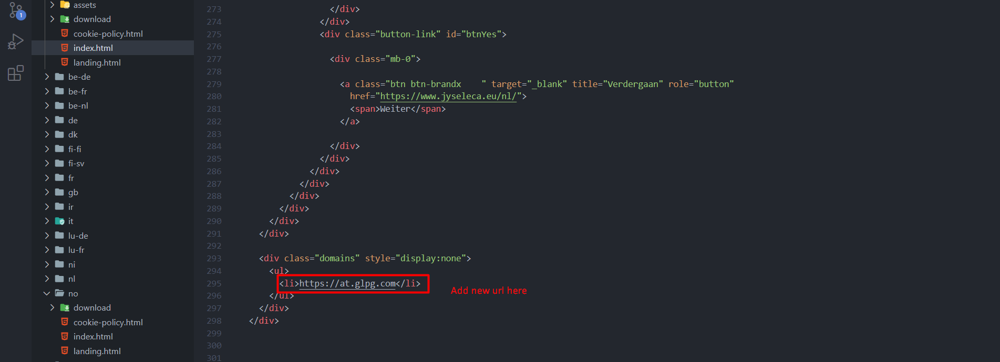 1
assets
download
cookie-policy.html
index.html
landing.html
be-de
be-fr
be-nl
de
dk
fi-fi
fi-sv
fr
gb
ir
it
lu-de
lu-fr
ni
nl
no
download
cookie-policy.html
index.html
landing.html
273 </div>
274 </div>
275 <div class="button-link" id="btnYes">
276
277 <div class="mb-0">
278
279 <a class="btn btn-brandx    " target="_blank" title="Verdergaan" role="button"
280 href="https://www.jyseleca.eu/nl/">
281 <span>Weiter</span>
282 </a>
283
284 </div>
285 </div>
286 </div>
287 </div>
288 </div>
289 </div>
290 </div>
291 </div>
292
293 <div class="domains" style="display:none">
294 <ul>
295 <li>https://at.glpg.com</li>
Add new url here
296 </ul>
297 </div>
298 </div>
299
300
301